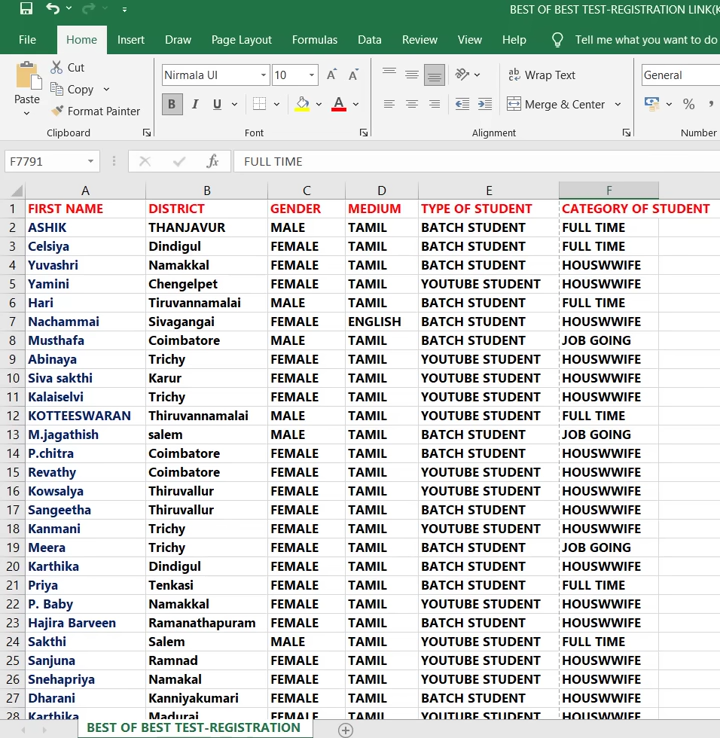 BEST OF BEST TEST-REGISTRATION LINK(K
File Home Insert Draw Page Layout Formulas Data Review View Help Tell me what you want to do
Cut
Copy
Format Painter
Paste
Nirmala UI 10 A A
B I U A
ab Wrap Text
Merge & Center
General
% ,
Clipboard Font Alignment Number
F7791 fx FULL TIME
A B C D E F
1 FIRST NAME DISTRICT GENDER MEDIUM TYPE OF STUDENT CATEGORY OF STUDENT
2 ASHIK THANJAVUR MALE TAMIL BATCH STUDENT FULL TIME
3 Celsiya Dindigul FEMALE TAMIL BATCH STUDENT FULL TIME
4 Yuvashri Namakkal FEMALE TAMIL BATCH STUDENT HOUSWWIFE
5 Yamini Chengelpet FEMALE TAMIL YOUTUBE STUDENT HOUSWWIFE
6 Hari Tiruvannamalai MALE TAMIL BATCH STUDENT FULL TIME
7 Nachammai Sivagangai FEMALE ENGLISH BATCH STUDENT HOUSWWIFE
8 Musthafa Coimbatore MALE TAMIL BATCH STUDENT JOB GOING
9 Abinaya Trichy FEMALE TAMIL YOUTUBE STUDENT HOUSWWIFE
10 Siva sakthi Karur FEMALE TAMIL YOUTUBE STUDENT HOUSWWIFE
11 Kalaiselvi Trichy FEMALE TAMIL YOUTUBE STUDENT HOUSWWIFE
12 KOTTEESWARAN Thiruvannamalai MALE TAMIL YOUTUBE STUDENT FULL TIME
13 M.jagathish salem MALE TAMIL BATCH STUDENT JOB GOING
14 P.chitra Coimbatore FEMALE TAMIL BATCH STUDENT HOUSWWIFE
15 Revathy Coimbatore FEMALE TAMIL YOUTUBE STUDENT HOUSWWIFE
16 Kowsalya Thiruvallur FEMALE TAMIL YOUTUBE STUDENT HOUSWWIFE
17 Sangeetha Thiruvallur FEMALE TAMIL BATCH STUDENT HOUSWWIFE
18 Kanmani Trichy FEMALE TAMIL YOUTUBE STUDENT HOUSWWIFE
19 Meera Trichy FEMALE TAMIL BATCH STUDENT JOB GOING
20 Karthika Dindigul FEMALE TAMIL BATCH STUDENT HOUSWWIFE
21 Priya Tenkasi FEMALE TAMIL BATCH STUDENT FULL TIME
22 P. Baby Namakkal FEMALE TAMIL YOUTUBE STUDENT HOUSWWIFE
23 Hajira Barveen Ramanathapuram FEMALE TAMIL BATCH STUDENT HOUSWWIFE
24 Sakthi Salem MALE TAMIL YOUTUBE STUDENT FULL TIME
25 Sanjuna Ramnad FEMALE TAMIL YOUTUBE STUDENT HOUSWWIFE
26 Snehapriya Namakal FEMALE TAMIL YOUTUBE STUDENT HOUSWWIFE
27 Dharani Kanniyakumari FEMALE TAMIL BATCH STUDENT HOUSWWIFE
28 Karthika Madurai FEMALE TAMIL YOUTUBE STUDENT HOUSWWIFE
BEST OF BEST TEST-REGISTRATION